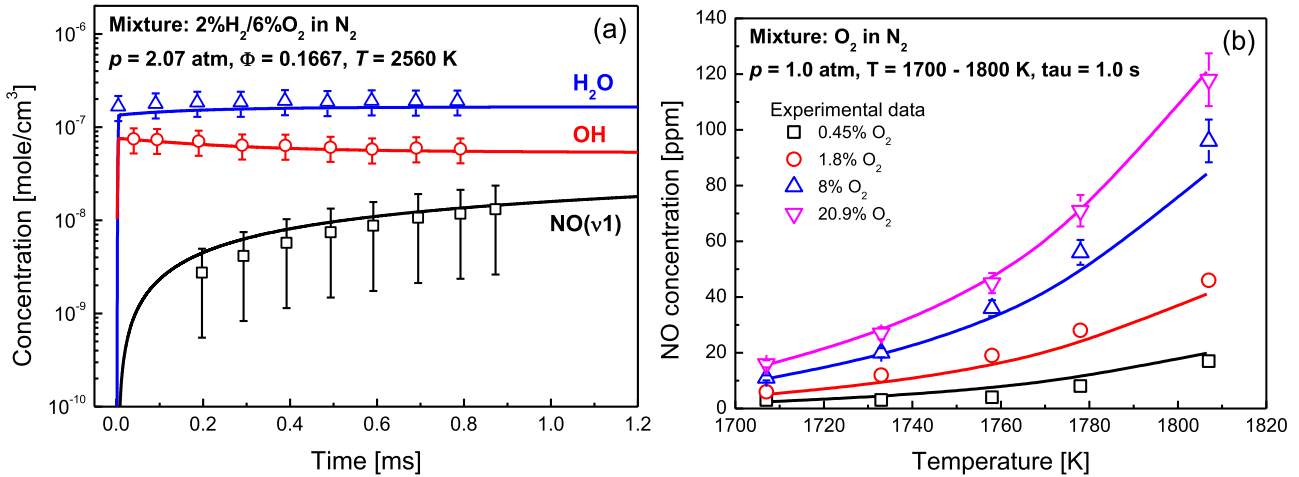 Mixture: 2%H₂/6%O₂ in N₂
(a)
p = 2.07 atm, Φ = 0.1667, T = 2560 K
H₂O
OH
NO(ν1)
10⁻⁶
10⁻⁷
10⁻⁸
10⁻⁹
10⁻¹⁰
Concentration [mole/cm³]
0.0 0.2 0.4 0.6 0.8 1.0 1.2
Time [ms]
Mixture: O₂ in N₂
(b)
p = 1.0 atm, T = 1700 - 1800 K, tau = 1.0 s
Experimental data
0.45% O₂
1.8% O₂
8% O₂
20.9% O₂
140
120
100
80
60
40
20
0
NO concentration [ppm]
1700 1720 1740 1760 1780 1800 1820
Temperature [K]